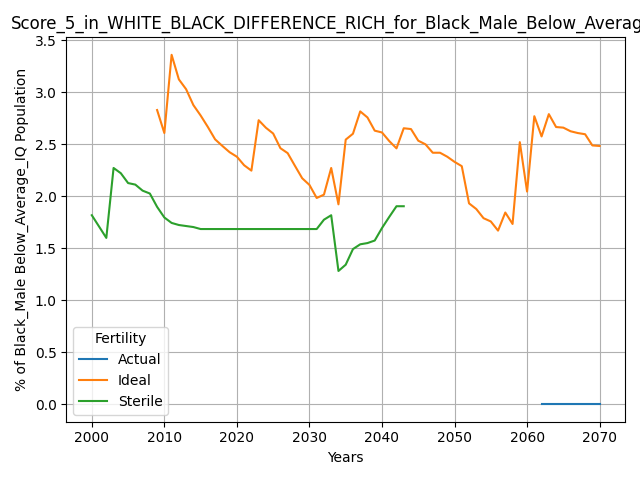 Score_5_in_WHITE_BLACK_DIFFERENCE_RICH_for_Black_Male_Below_Averag
% of Black_Male Below_Average_IQ Population
3.5
3.0
2.5
2.0
1.5
1.0
0.5
0.0
Fertility
Actual
Ideal
Sterile
2000 2010 2020 2030 2040 2050 2060 2070
Years